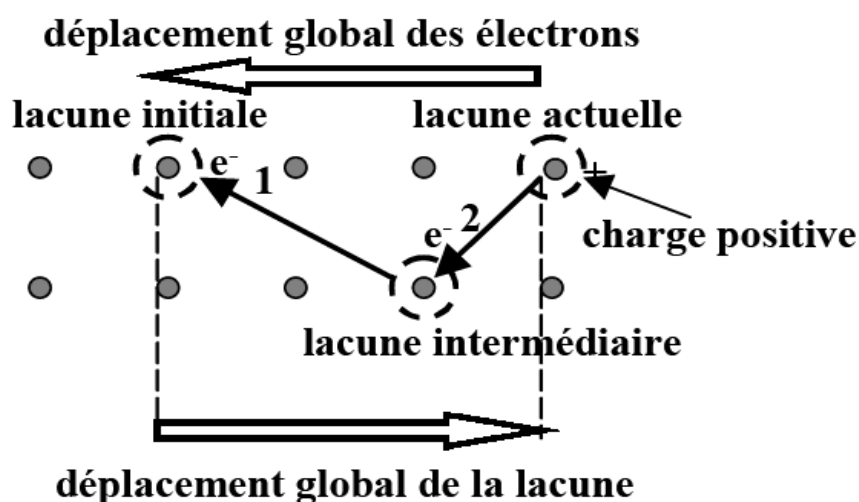 déplacement global des électrons
lacune initiale
lacune actuelle
e- 1
+
e- 2
charge positive
lacune intermédiaire
déplacement global de la lacune